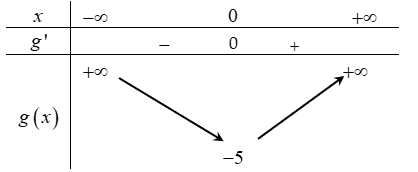 x −∞ 0 +∞
g' − 0 +
+∞ +∞
g(x)
−5